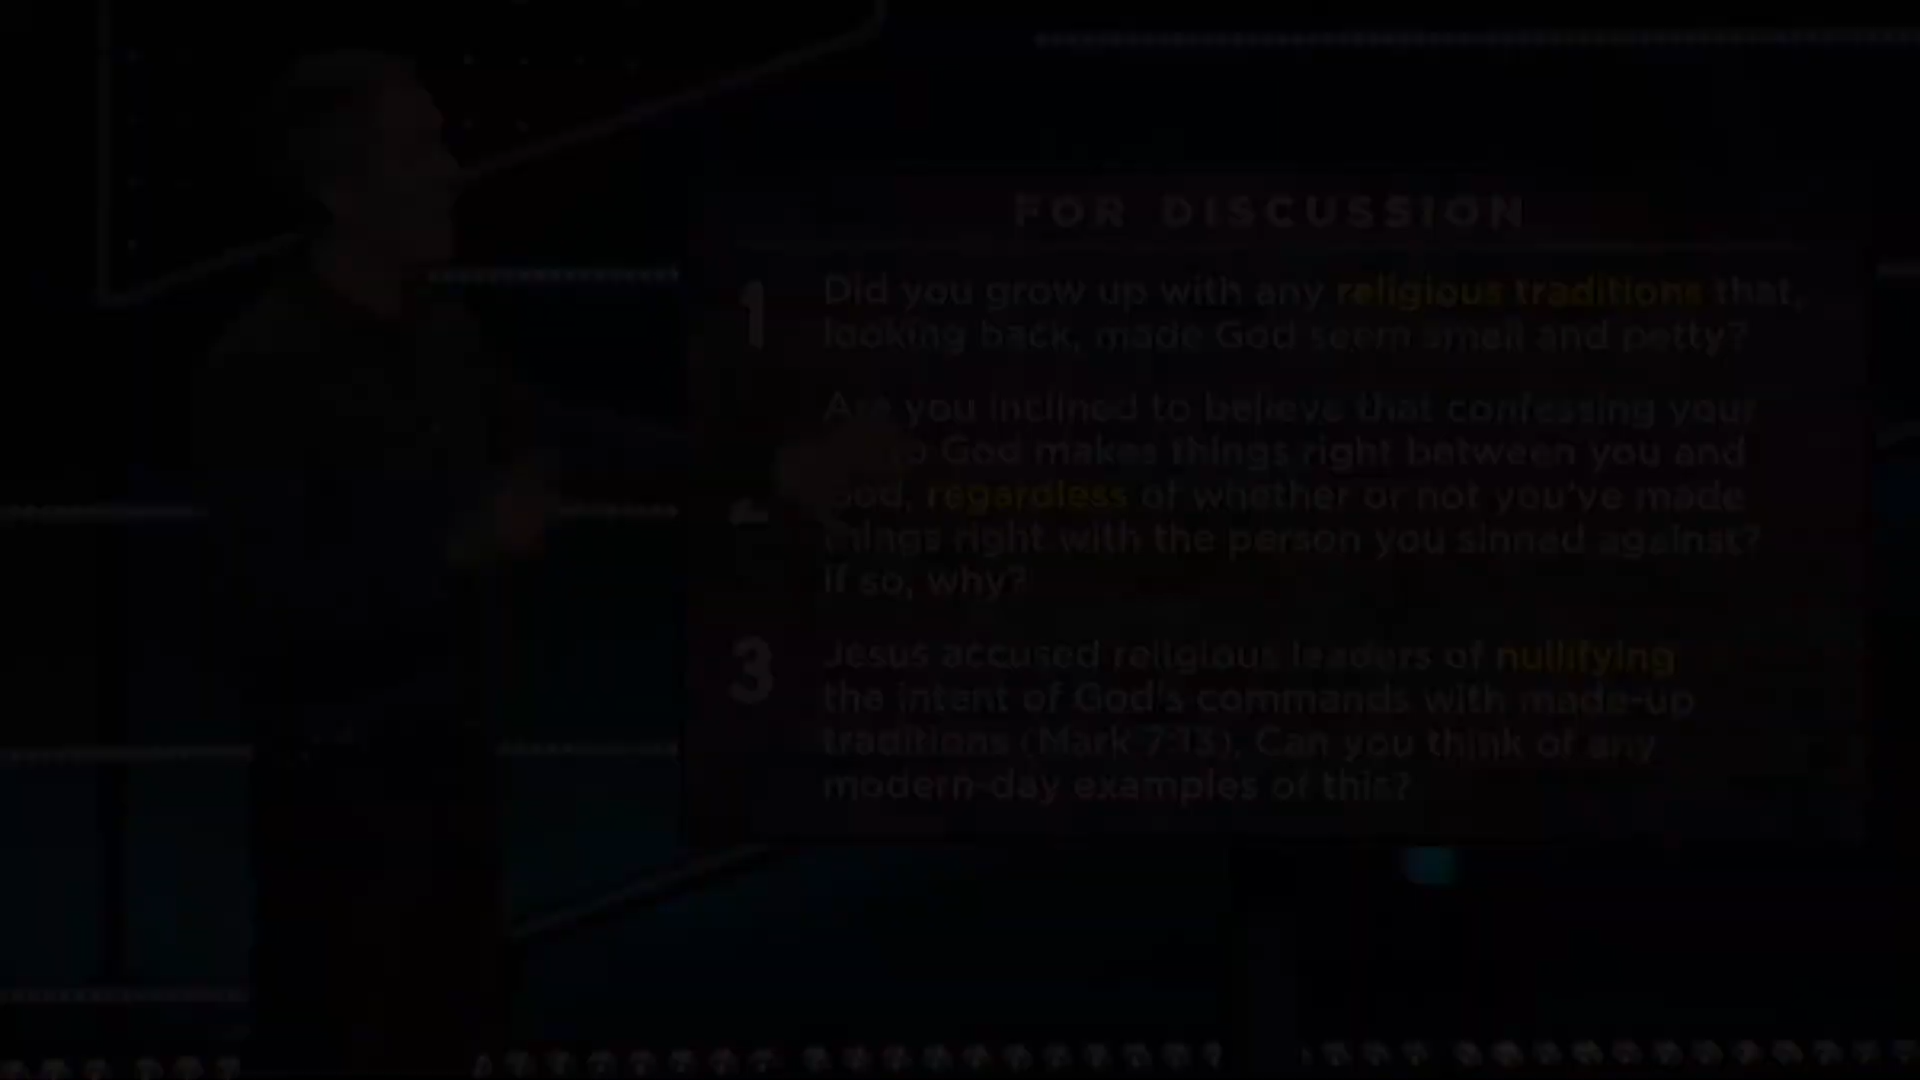 FOR DISCUSSION
1
Did you grow up with any religious traditions that,
looking back, made God seem small and petty?
Are you inclined to believe that confessing your
God makes things right between you and
God, regardless of whether or not you've made
things right with the person you sinned against?
If so, why?
3
Jesus accused religious leaders of nullifying
the intent of God's commands with made-up
traditions (Mark 7:13). Can you think of any
modern-day examples of this?